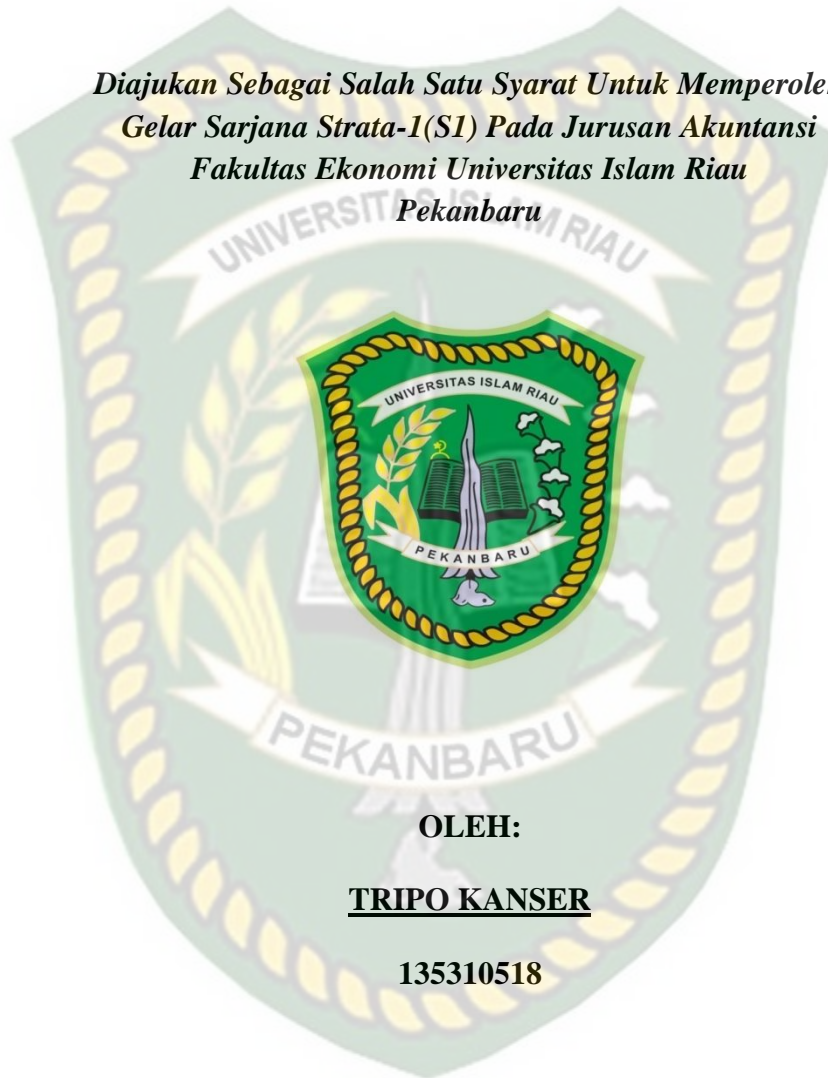 Diajukan Sebagai Salah Satu Syarat Untuk Memperole
Gelar Sarjana Strata-1(S1) Pada Jurusan Akuntansi
Fakultas Ekonomi Universitas Islam Riau
Pekanbaru
UNIVERSITAS ISLAM RIAU
UNIVERSITAS ISLAM RIAU
PEKANBARU
PEKANBARU
OLEH:
TRIPO KANSER
135310518